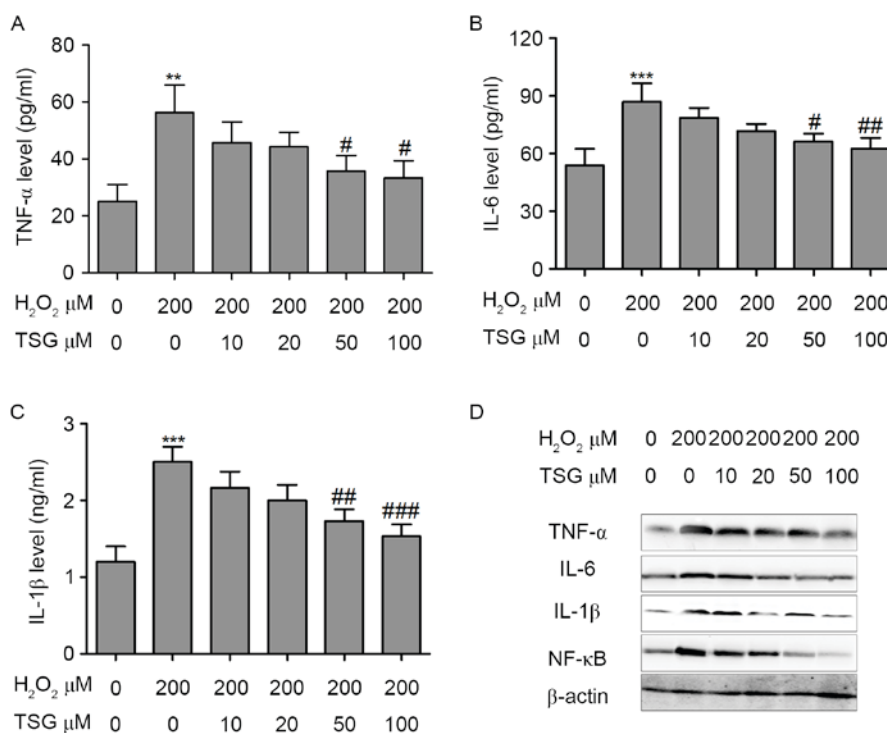 A
80
60
40
20
0
TNF-α level (pg/ml)
**
#
#
H₂O₂ μM 0 200 200 200 200 200
TSG μM 0 0 10 20 50 100
B
120
90
60
30
0
IL-6 level (pg/ml)
***
#
##
H₂O₂ μM 0 200 200 200 200 200
TSG μM 0 0 10 20 50 100
C
3
2
1
0
IL-1β level (ng/ml)
***
##
###
H₂O₂ μM 0 200 200 200 200 200
TSG μM 0 0 10 20 50 100
D
H₂O₂ μM 0 200 200 200 200 200
TSG μM 0 0 10 20 50 100
TNF-α
IL-6
IL-1β
NF-κB
β-actin